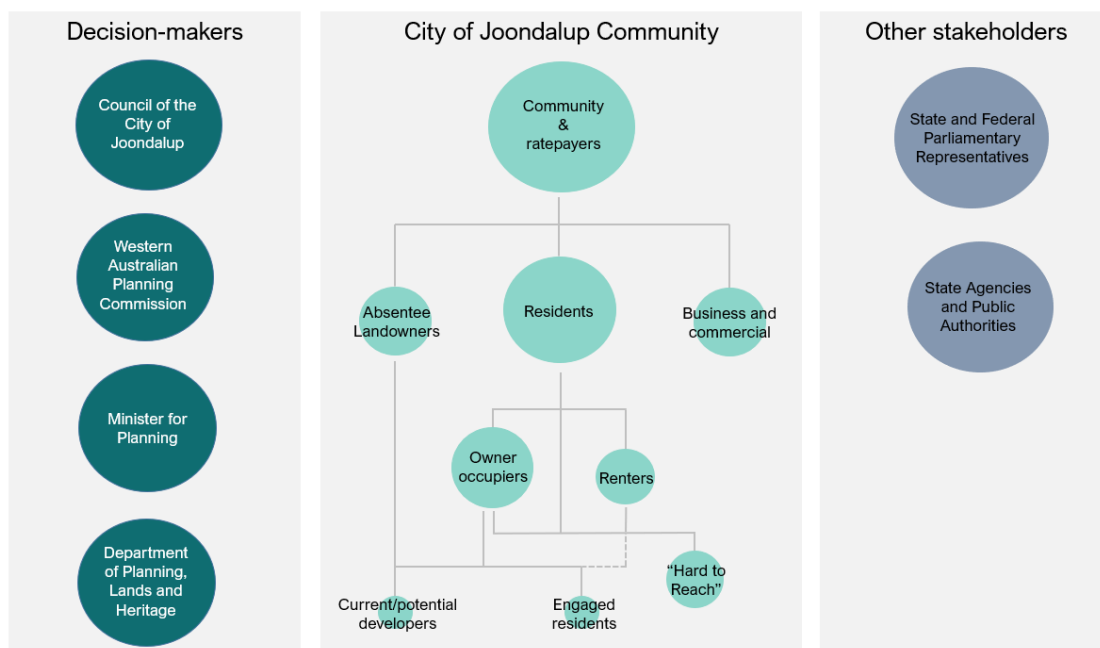 Decision-makers
Council of the
City of
Joondalup
Western
Australian
Planning
Commission
Minister for
Planning
Department
of Planning,
Lands and
Heritage
City of Joondalup Community
Community
&
ratepayers
Absentee
Landowners
Residents
Business and
commercial
Owner
occupiers
Renters
Current/potential
developers
Engaged
residents
“Hard to
Reach”
Other stakeholders
State and Federal
Parliamentary
Representatives
State Agencies
and Public
Authorities